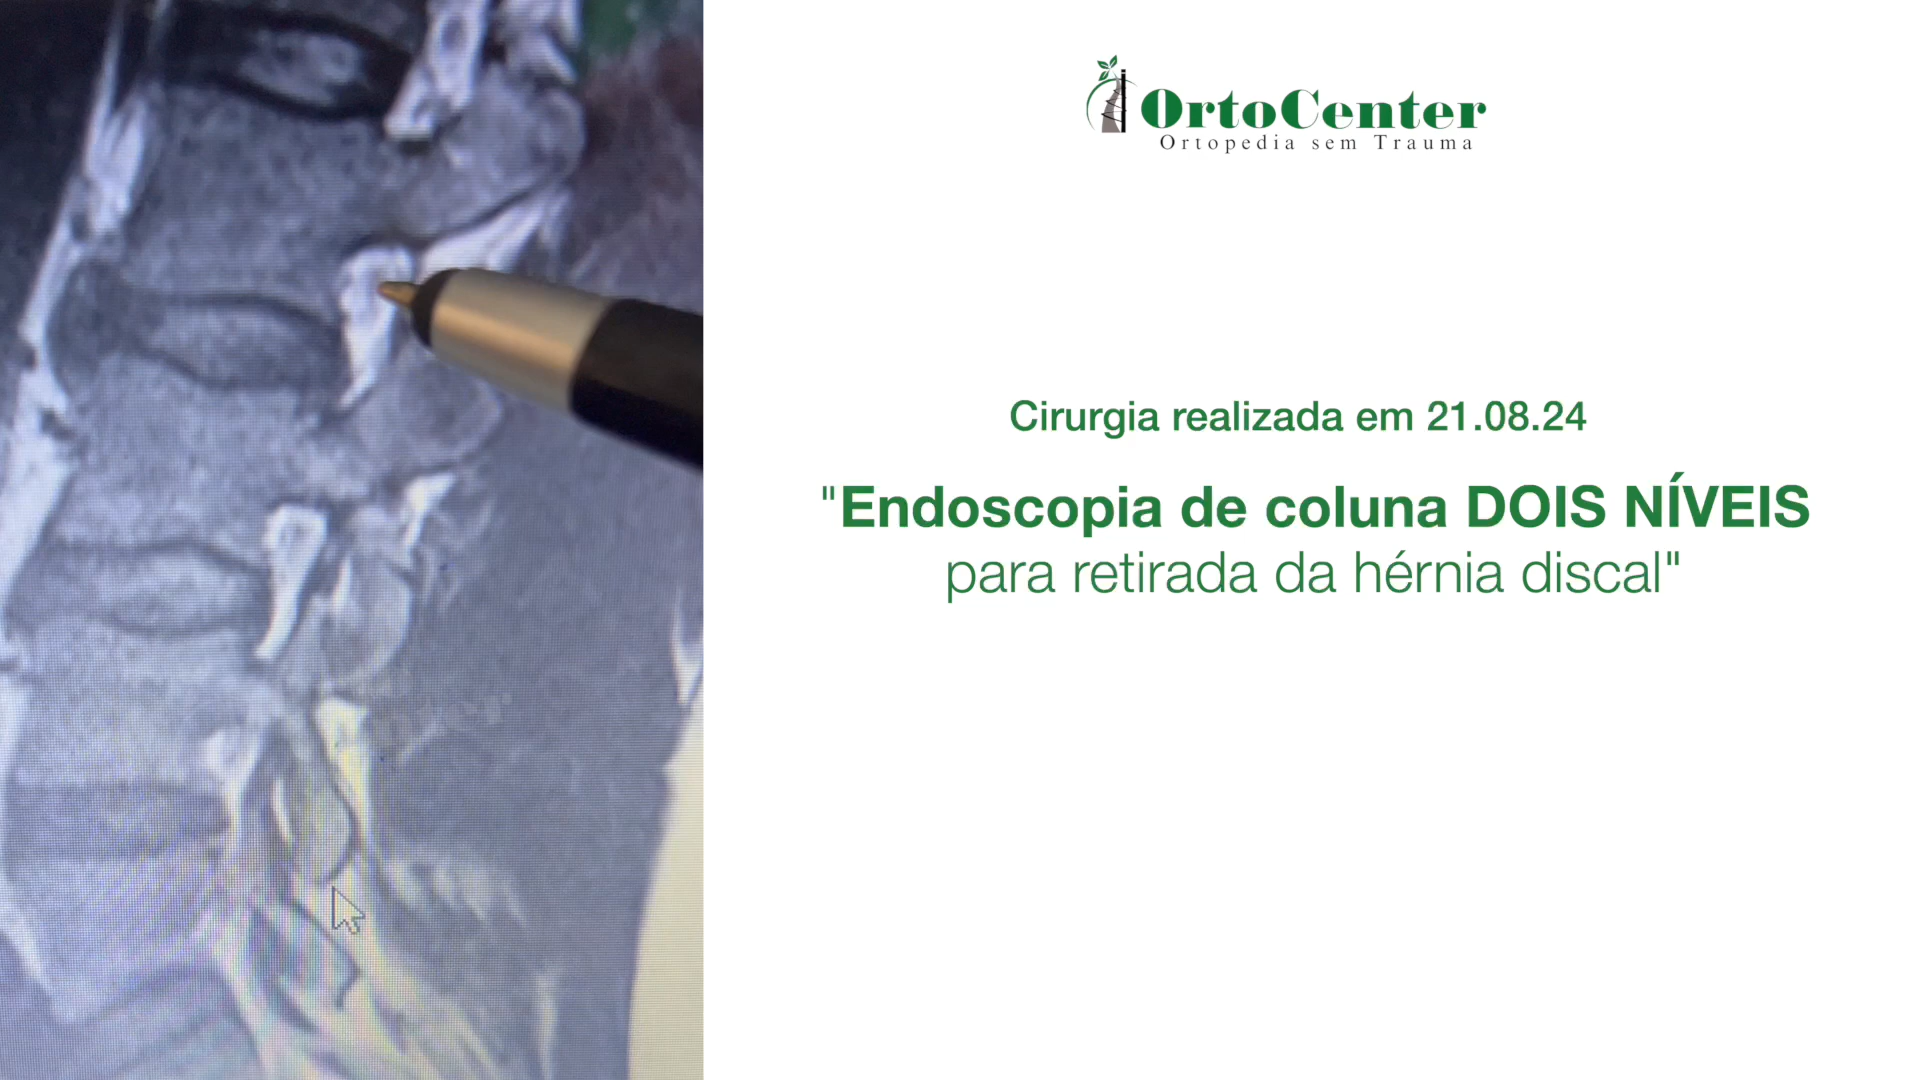 OrtoCenter
Ortopedia sem Trauma
Cirurgia realizada em 21.08.24
"Endoscopia de coluna DOIS NÍVEIS
para retirada da hérnia discal"